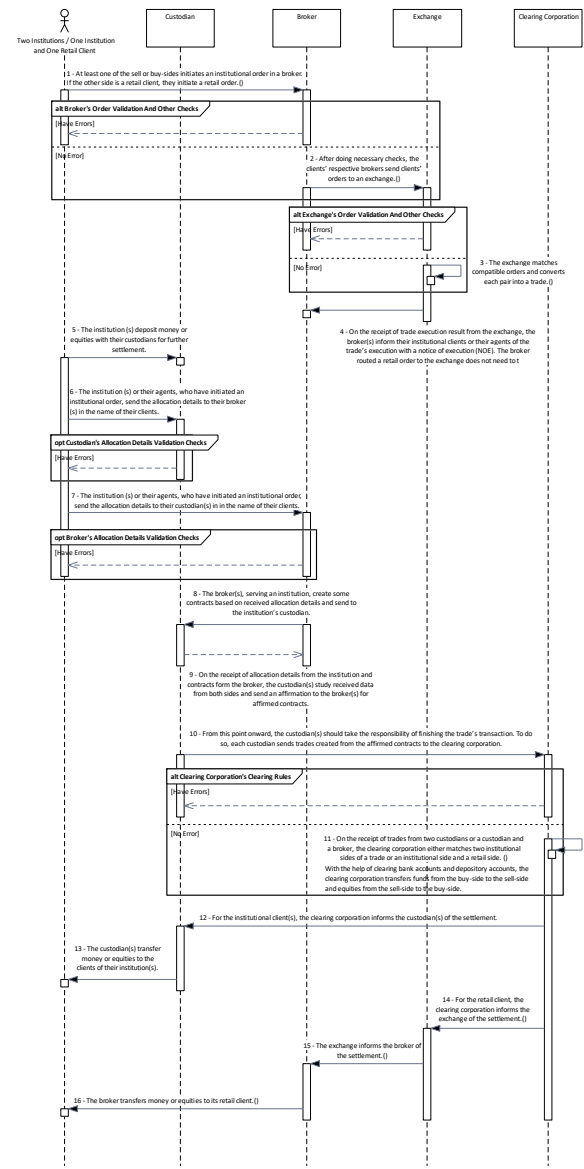 Two Institutions / One Institution
and One Retail Client
Custodian
Broker
Exchange
Clearing Corporation
1 - At least one of the sell or buy-sides initiates an institutional order in a broker.
If the other side is a retail client, they initiate a retail order.()
alt Broker's Order Validation And Other Checks
[Have Errors]
[No Error]
2 - After doing necessary checks, the
clients' respective brokers send clients'
orders to an exchange.()
alt Exchange's Order Validation And Other Checks
[Have Errors]
[No Error]
3 - The exchange matches
compatible orders and converts
each pair into a trade.()
4 - On the receipt of trade execution result from the exchange, the
broker(s) inform their institutional clients or their agents of the
trade's execution with a notice of execution (NOE). The broker
routed a retail order to the exchange does not need to t
5 - The institution (s) deposit money or
equities with their custodians for further
settlement.
6 - The institution (s) or their agents, who have initiated an
institutional order, send the allocation details to their broker
(s) in the name of their clients.
opt Custodian's Allocation Details Validation Checks
[Have Errors]
7 - The institution (s) or their agents, who have initiated an institutional order,
send the allocation details to their custodian(s) in in the name of their clients.
opt Broker's Allocation Details Validation Checks
[Have Errors]
8 - The broker(s), serving an institution, create some
contracts based on received allocation details and send to
the institution's custodian.
9 - On the receipt of allocation details from the institution and
contracts form the broker, the custodian(s) study received data
from both sides and send an affirmation to the broker(s) for
affirmed contracts.
10 - From this point onward, the custodian(s) should take the responsibility of finishing the trade's transaction. To do
so, each custodian sends trades created from the affirmed contracts to the clearing corporation.
alt Clearing Corporation's Clearing Rules
[Have Errors]
[No Error]
11 - On the receipt of trades from two custodians or a custodian and
a broker, the clearing corporation either matches two institutional
sides of a trade or an institutional side and a retail side. ()
With the help of clearing bank accounts and depository accounts, the
clearing corporation transfers funds from the buy-side to the sell-side
and equities from the sell-side to the buy-side.
12 - For the institutional client(s), the clearing corporation informs the custodian(s) of the settlement.
13 - The custodian(s) transfer
money or equities to the
clients of their institution(s).
14 - For the retail client, the
clearing corporation informs the
exchange of the settlement.()
15 - The exchange informs the broker of
the settlement.()
16 - The broker transfers money or equities to its retail client.()